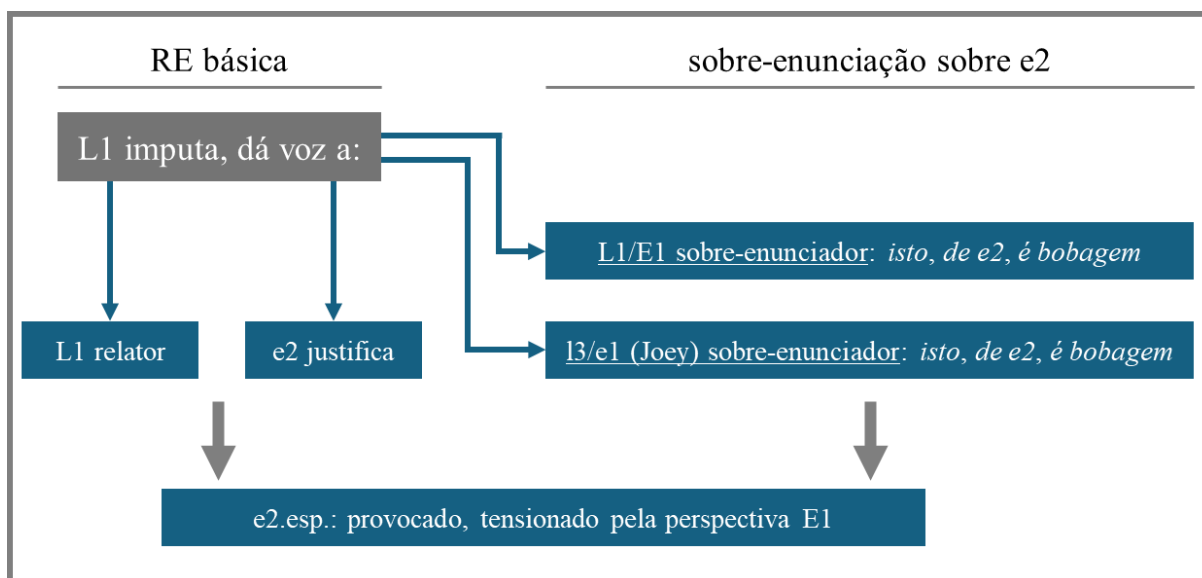 RE básica
sobre-enunciação sobre e2
L1 imputa, dá voz a:
L1/E1 sobre-enunciador: isto, de e2, é bobagem
L1 relator
e2 justifica
l3/e1 (Joey) sobre-enunciador: isto, de e2, é bobagem
e2.esp.: provocado, tensionado pela perspectiva E1